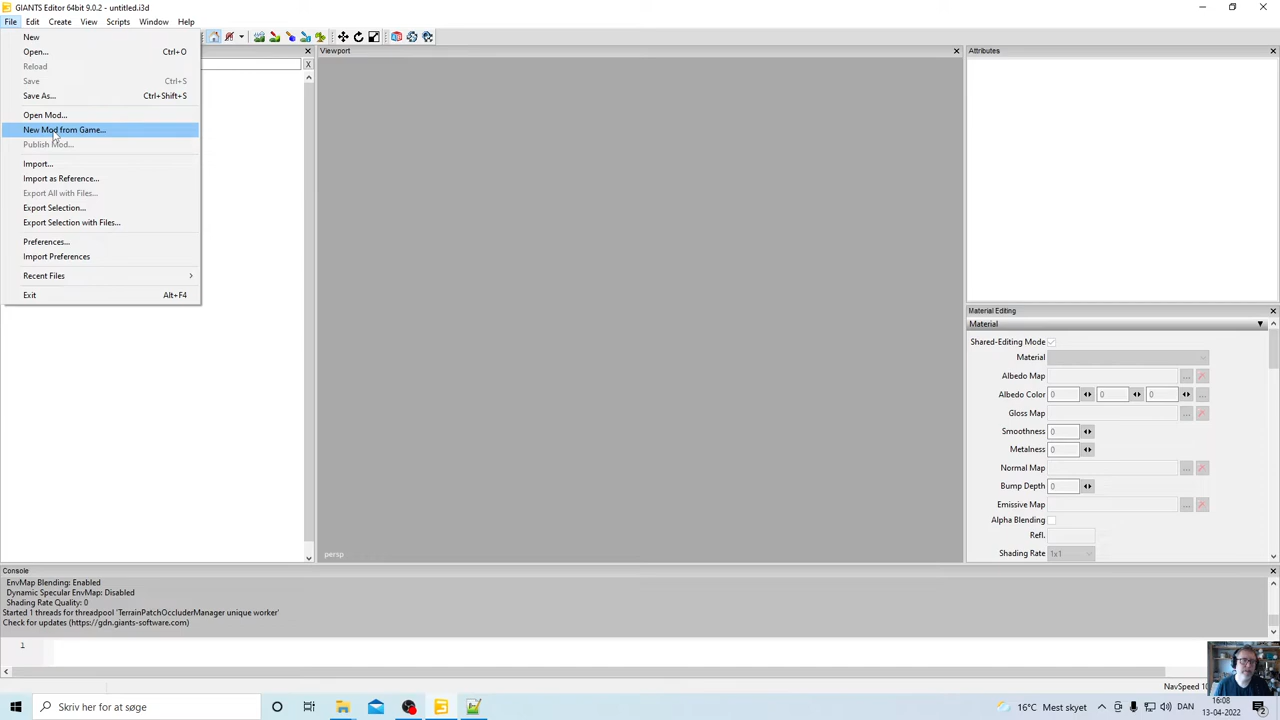 GIANTS Editor 64bit 9.0.2 - untitled.i3d
File Edit Create View Scripts Window Help
New
Open... Ctrl+O
Reload
Save Ctrl+S
Save As... Ctrl+Shift+S
Open Mod...
New Mod from Game...
Publish Mod...
Import...
Import as Reference...
Export All with Files...
Export Selection...
Export Selection with Files...
Preferences...
Import Preferences
Recent Files
Exit Alt+F4
X
Viewport
persp
Attributes
Material Editing
Material
Shared-Editing Mode
Material
Albedo Map ...
Albedo Color 0 0 0 ...
Gloss Map ...
Smoothness 0
Metalness 0
Normal Map ...
Bump Depth 0
Emissive Map ...
Alpha Blending
Refl.
Shading Rate 1x1
Console
EnvMap Blending: Enabled
Dynamic Specular EnvMap: Disabled
Shading Rate Quality: 0
Started 1 threads for threadpool 'TerrainPatchOccluderManager unique worker'
Check for updates (https://gdn.giants-software.com)
1
Skriv her for at søge
16°C Mest skyet
DAN
16:08
13-04-2022
2